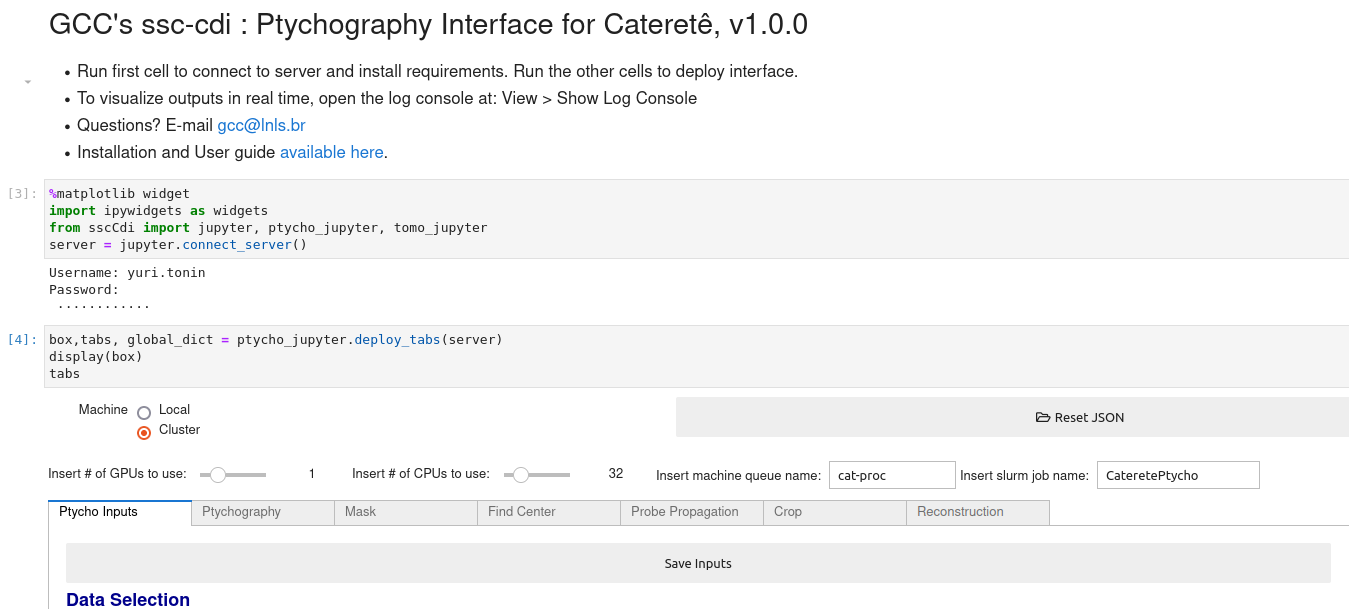 GCC's ssc-cdi : Ptychography Interface for Cateretê, v1.0.0
• Run first cell to connect to server and install requirements. Run the other cells to deploy interface.
• To visualize outputs in real time, open the log console at: View > Show Log Console
• Questions? E-mail gcc@lnls.br
• Installation and User guide available here.
[3]: %matplotlib widget
import ipywidgets as widgets
from sscCdi import jupyter, ptycho_jupyter, tomo_jupyter
server = jupyter.connect_server()
Username: yuri.tonin
Password:
············
[4]: box,tabs, global_dict = ptycho_jupyter.deploy_tabs(server)
display(box)
tabs
Machine Local
Cluster
Reset JSON
Insert # of GPUs to use: 1 Insert # of CPUs to use: 32 Insert machine queue name: cat-proc Insert slurm job name: CateretePtycho
Ptycho Inputs Ptychography Mask Find Center Probe Propagation Crop Reconstruction
Save Inputs
Data Selection